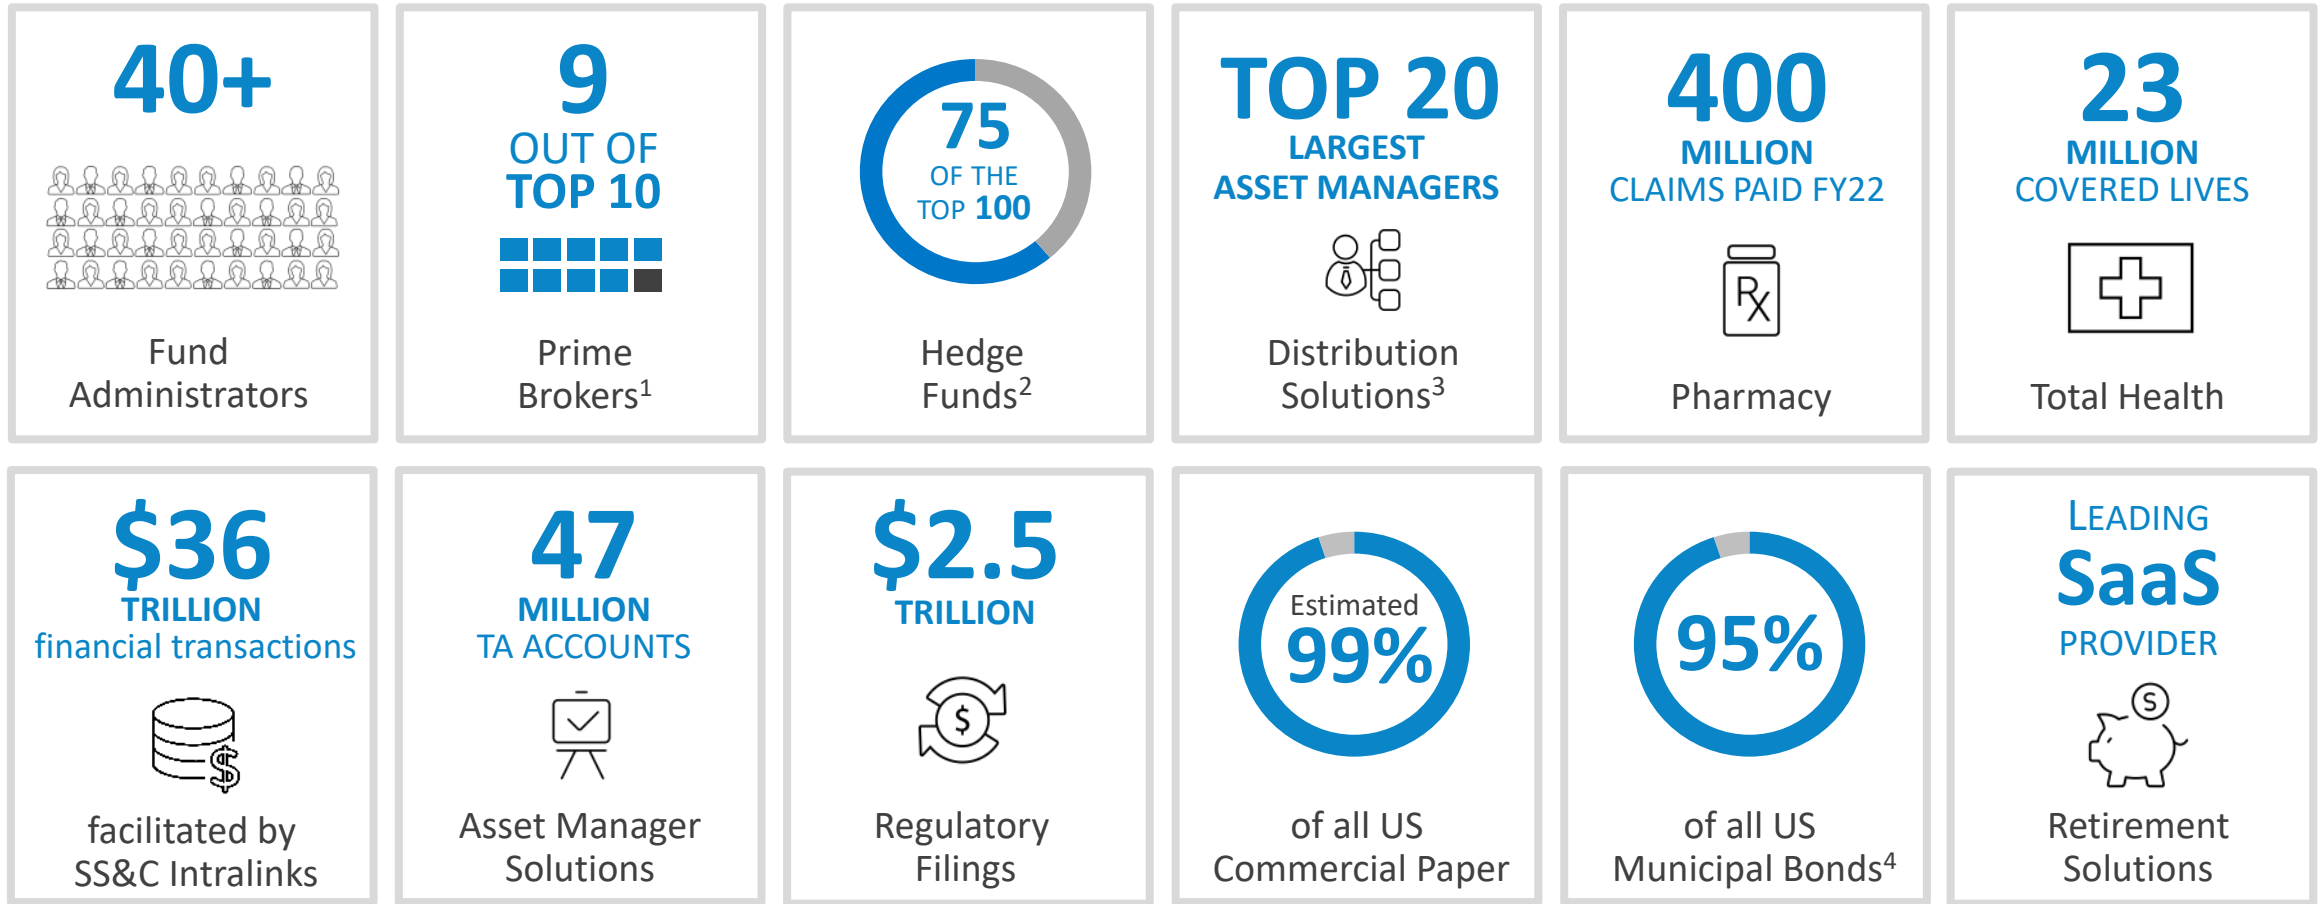 40+
Fund
Administrators
9
OUT OF
TOP 10
Prime
Brokers¹
75
OF THE
TOP 100
Hedge
Funds²
TOP 20
LARGEST
ASSET MANAGERS
Distribution
Solutions³
400
MILLION
CLAIMS PAID FY22
Rx
Pharmacy
23
MILLION
COVERED LIVES
Total Health
$36
TRILLION
financial transactions
$
facilitated by
SS&C Intralinks
47
MILLION
TA ACCOUNTS
Asset Manager
Solutions
$2.5
TRILLION
$
Regulatory
Filings
Estimated
99%
of all US
Commercial Paper
95%
of all US
Municipal Bonds⁴
LEADING
SaaS
PROVIDER
S
Retirement
Solutions